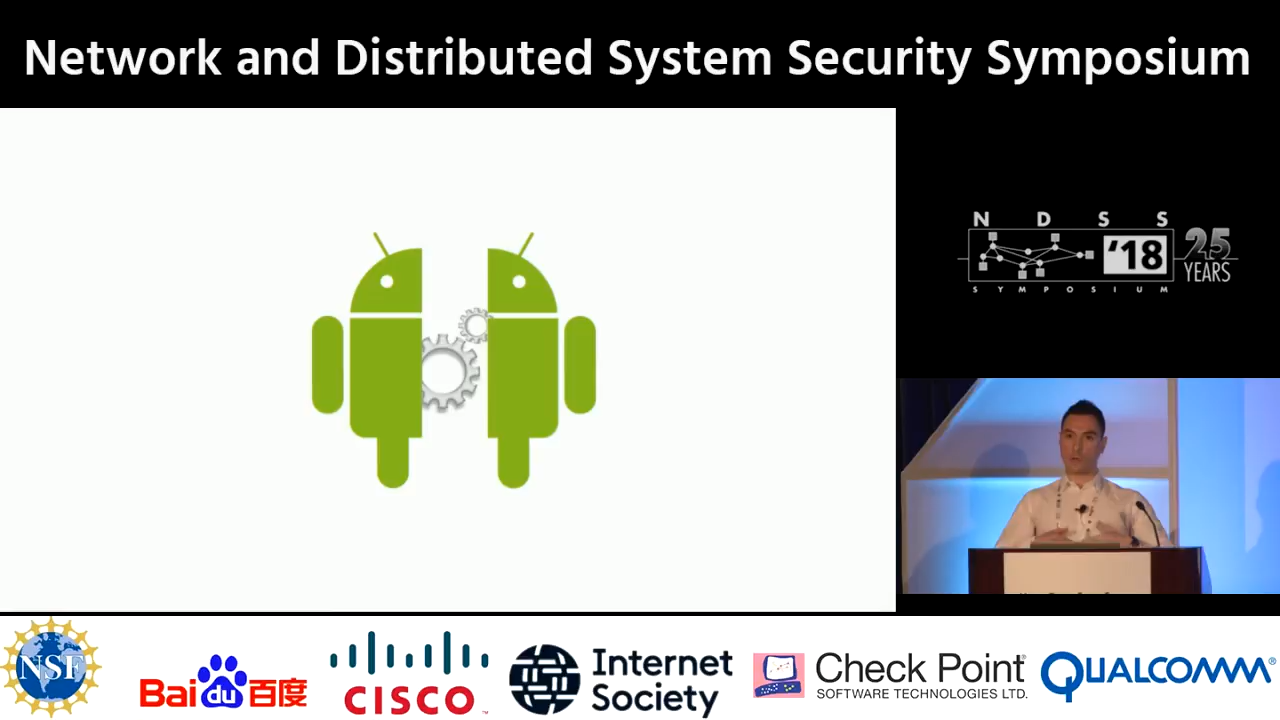 Network and Distributed System Security Symposium
N D S S
'18
25
YEARS
SYMPOSIUM
NSF
Bai du 百度
CISCO
Internet
Society
Check Point
SOFTWARE TECHNOLOGIES LTD.
QUALCOMM